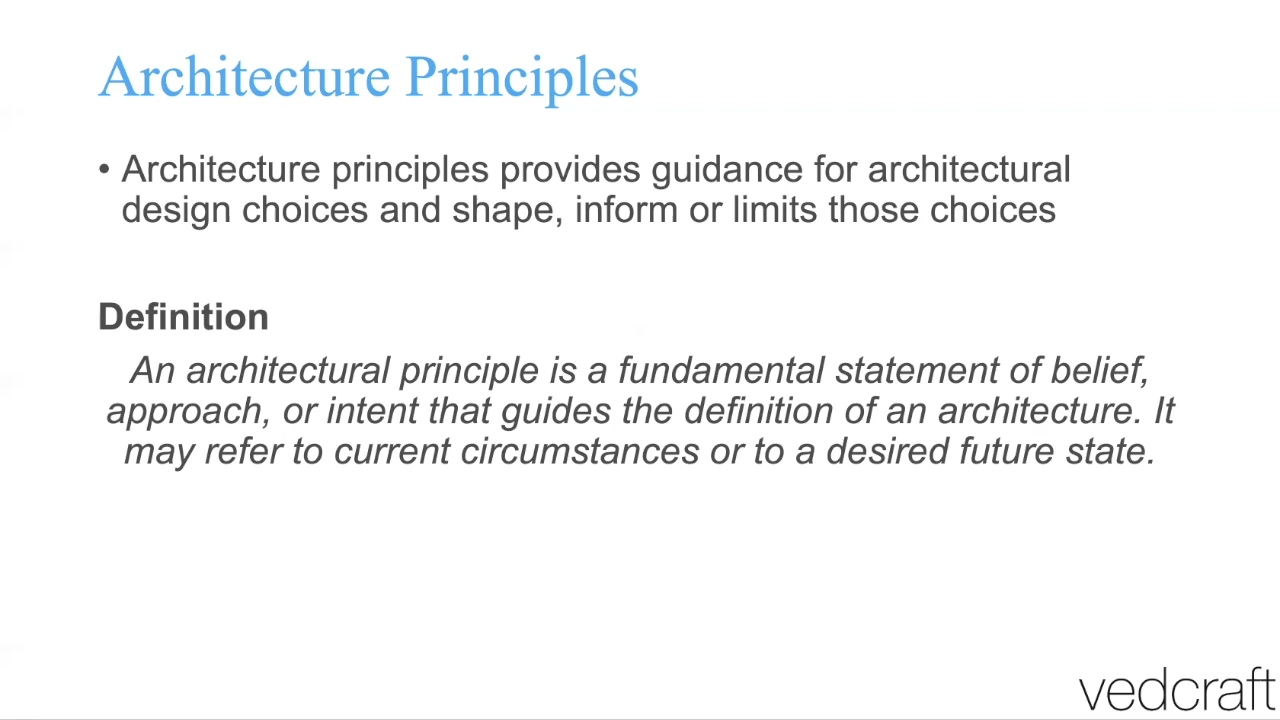 Architecture Principles
• Architecture principles provides guidance for architectural
design choices and shape, inform or limits those choices
Definition
An architectural principle is a fundamental statement of belief,
approach, or intent that guides the definition of an architecture. It
may refer to current circumstances or to a desired future state.
vedcraft